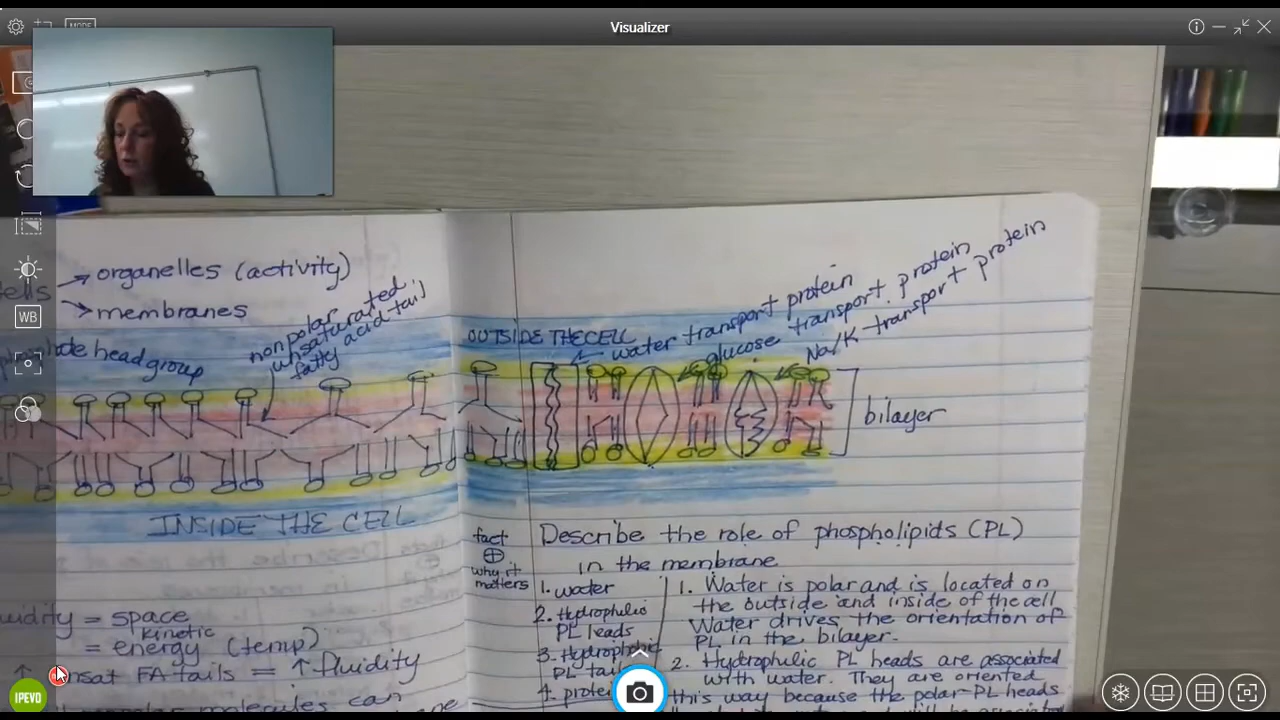 MODE
Visualizer
WB
→ organelles (activity)
→ membranes
head group
nonpolar
unsaturated
fatty acid tail
OUTSIDE THE CELL
water transport protein
glucose transport protein
Na/K transport protein
bilayer
INSIDE THE CELL
fact
⊕
why it
matters
Describe the role of phospholipids (PL)
in the membrane
1. water
2. Hydrophilic
PL heads
3. Hydrophobic
PL tails
4.
1. Water is polar and is located on
the outside and inside of the cell
Water drives the orientation of
PL in the bilayer.
2. Hydrophilic PL heads are associated
with water. They are oriented
this way because the polar PL heads
= space
kinetic
= energy (temp)
FA tails = ↑ fluidity
molecules can
IPEVO